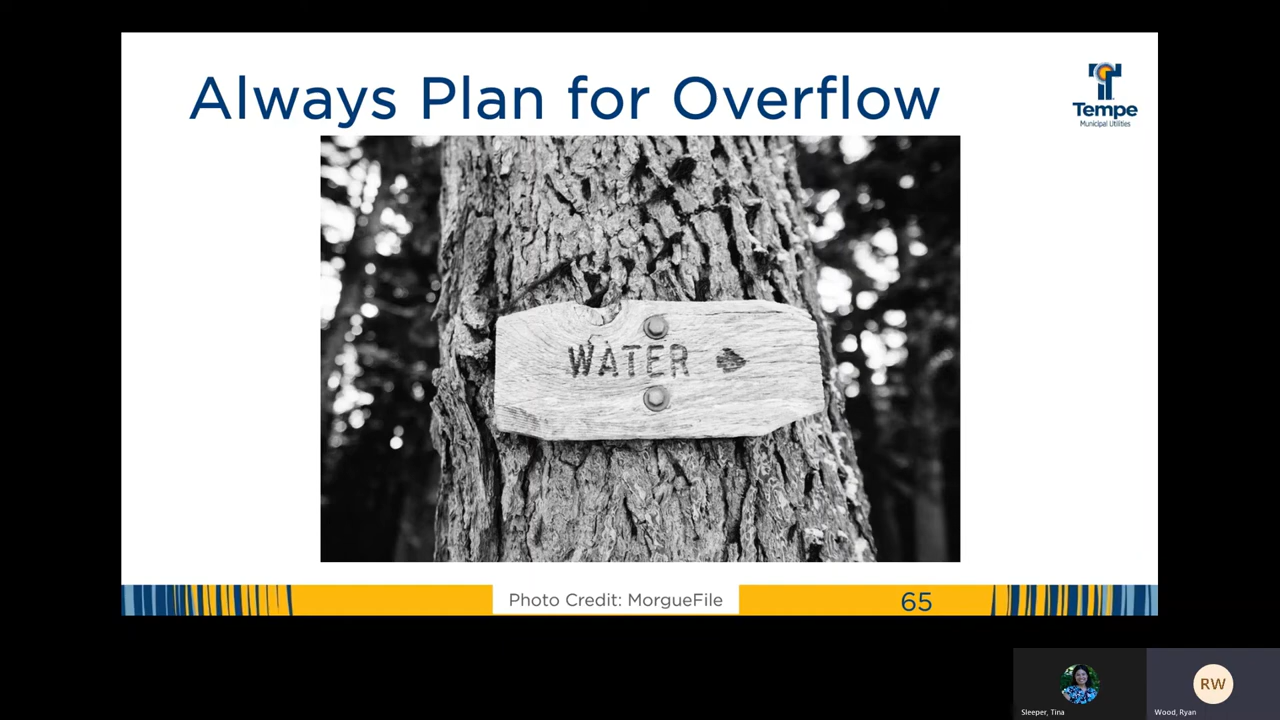 Always Plan for Overflow
Tempe
Municipal Utilities
WATER
Photo Credit: MorgueFile
65
RW
Sleeper, Tina
Wood, Ryan